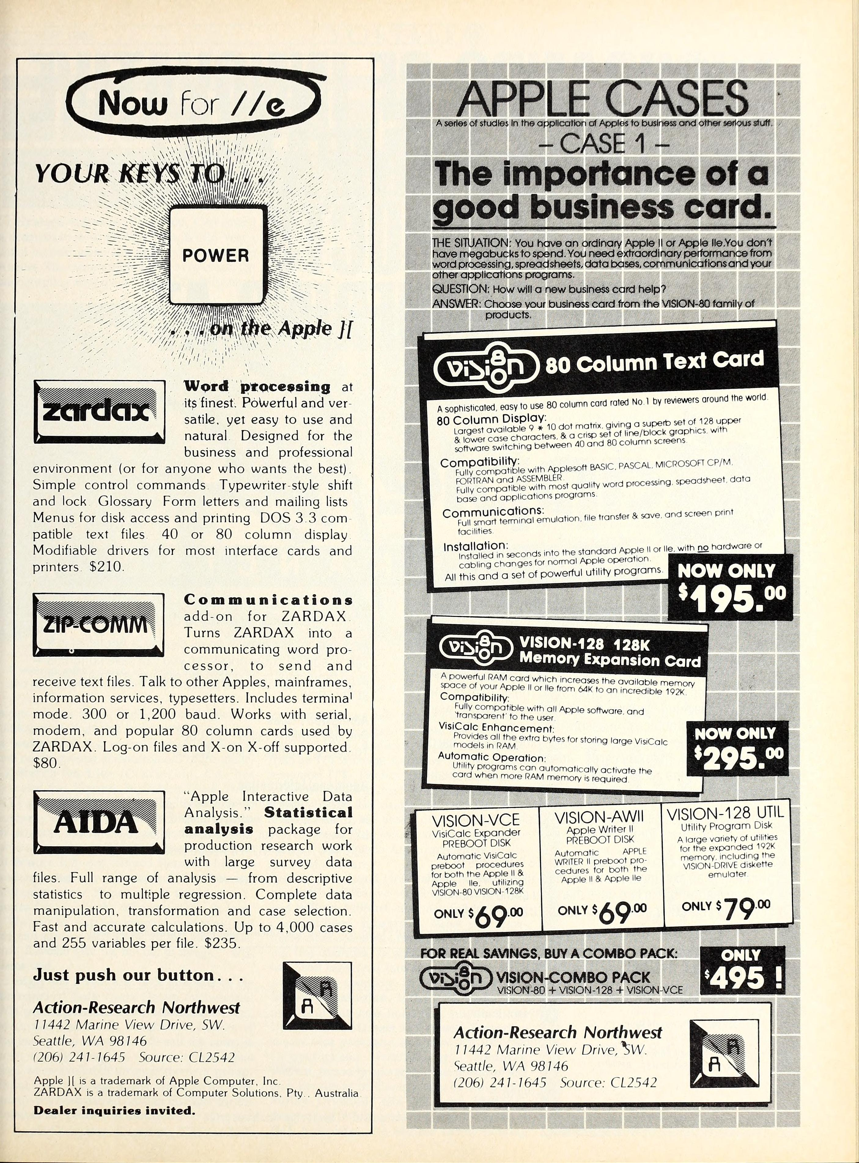 Now for //e
YOUR KEYS TO...
POWER
...on the Apple ][
zardax
Word processing at
its finest. Powerful and ver-
satile, yet easy to use and
natural. Designed for the
business and professional
environment (or for anyone who wants the best).
Simple control commands. Typewriter-style shift
and lock. Glossary. Form letters and mailing lists.
Menus for disk access and printing. DOS 3.3 com-
patible text files. 40 or 80 column display.
Modifiable drivers for most interface cards and
printers. $210.
ZIP-COMM
Communications
add-on for ZARDAX.
Turns ZARDAX into a
communicating word pro-
cessor, to send and
receive text files. Talk to other Apples, mainframes,
information services, typesetters. Includes terminal
mode. 300 or 1,200 baud. Works with serial,
modem, and popular 80 column cards used by
ZARDAX. Log-on files and X-on X-off supported.
$80.
AIDA
"Apple Interactive Data
Analysis." Statistical
analysis package for
production research work
with large survey data
files. Full range of analysis — from descriptive
statistics to multiple regression. Complete data
manipulation, transformation and case selection.
Fast and accurate calculations. Up to 4,000 cases
and 255 variables per file. $235.
Just push our button...
Action-Research Northwest
11442 Marine View Drive, SW.
Seattle, WA 98146
(206) 241-1645 Source: CL2542
A A
Apple ][ is a trademark of Apple Computer, Inc.
ZARDAX is a trademark of Computer Solutions, Pty., Australia.
Dealer inquiries invited.
APPLE CASES
A series of studies in the application of Apples to business and other serious stuff.
– CASE 1 –
The importance of a
good business card.
THE SITUATION: You have an ordinary Apple II or Apple IIe. You don't
have megabucks to spend. You need extraordinary performance from
word processing, spreadsheets, data bases, communications and your
other applications programs.
QUESTION: How will a new business card help?
ANSWER: Choose your business card from the VISION-80 family of
products.
ViSiOn 80 80 Column Text Card
A sophisticated, easy to use 80 column card rated No.1 by reviewers around the world.
80 Column Display:
Largest available 9 * 10 dot matrix, giving a superb set of 128 upper
& lower case characters, & a crisp set of line/block graphics, with
software switching between 40 and 80 column screens.
Compatibility:
Fully compatible with Applesoft BASIC, PASCAL, MICROSOFT CP/M,
FORTRAN and ASSEMBLER.
Fully compatible with most quality word processing, speadsheet, data
base and applications programs.
Communications:
Full smart terminal emulation, file transfer & save, and screen print
facilities.
Installation:
Installed in seconds into the standard Apple II or IIe, with no hardware or
cabling changes for normal Apple operation.
All this and a set of powerful utility programs.
NOW ONLY
$195.00
ViSiOn 80 VISION-128 128K
Memory Expansion Card
A powerful RAM card which increases the available memory
space of your Apple II or IIe from 64K to an incredible 192K.
Compatibility:
Fully compatible with all Apple software, and
'transparent' to the user.
VisiCalc Enhancement:
Provides all the extra bytes for storing large VisiCalc
models in RAM.
Automatic Operation:
Utility programs can automatically activate the
card when more RAM memory is required.
NOW ONLY
$295.00
VISION-VCE
VisiCalc Expander
PREBOOT DISK
Automatic VisiCalc
preboot procedures
for both the Apple II &
Apple IIe, utilizing
VISION-80 VISION-128K
ONLY $69.00
VISION-AWII
Apple Writer II
PREBOOT DISK
Automatic APPLE
WRITER II preboot pro-
cedures for both the
Apple II & Apple IIe
ONLY $69.00
VISION-128 UTIL
Utility Program Disk
A large variety of utilities
for the expanded 192K
memory, including the
VISION-DRIVE diskette
emulater.
ONLY $79.00
FOR REAL SAVINGS, BUY A COMBO PACK:
ViSiOn 80 VISION-COMBO PACK
VISION-80 + VISION-128 + VISION-VCE
ONLY
$495 !
Action-Research Northwest
11442 Marine View Drive, SW.
Seattle, WA 98146
(206) 241-1645 Source: CL2542
A A